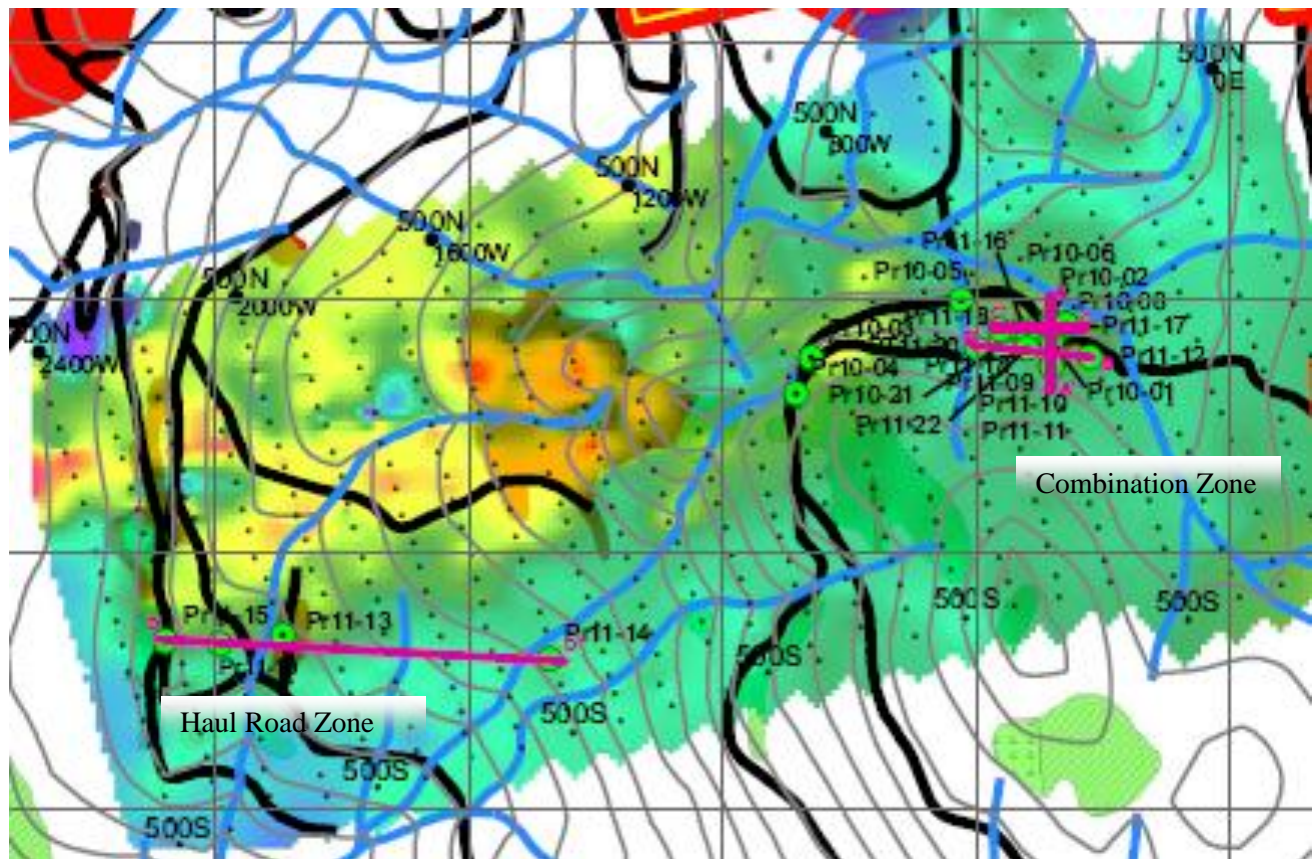 500N
0E
500N
800W
500N
1200W
500N
1600W
500N
2000W
2400W
Pr11-16
Pr10-06
Pr10-05
Pr10-02
Pr10-08
Pr11-17
Pr11-18
Pr10-03
Pr11-12
Pr10-04
Pr10-01
Pr11-09
Pr10-21
Pr11-10
Pr11-22
Pr11-11
Combination Zone
500S
500S
Pr11-15
Pr11-13
Pr11-14
500S
Haul Road Zone
500S
500S
500S